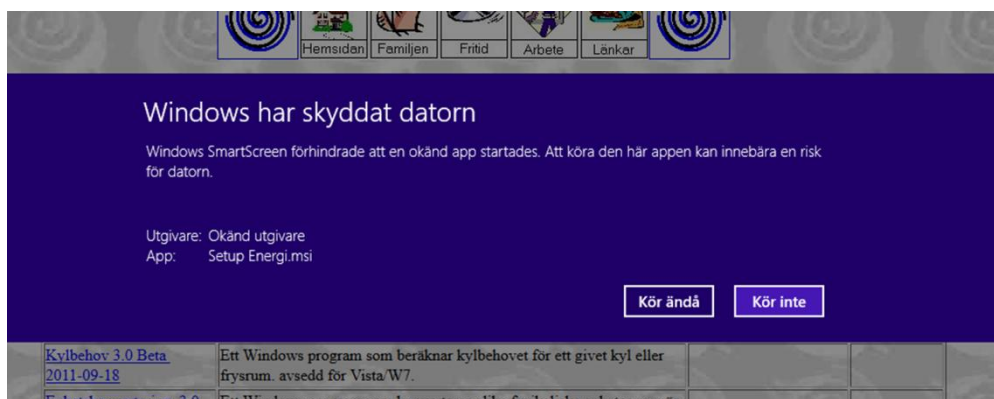 Hemsidan Familjen Fritid Arbete Länkar
Windows har skyddat datorn
Windows SmartScreen förhindrade att en okänd app startades. Att köra den här appen kan innebära en risk
för datorn.
Utgivare: Okänd utgivare
App: Setup Energi.msi
Kör ändå Kör inte
Kylbehov 3.0 Beta Ett Windows program som beräknar kylbehovet för ett givet kyl eller
2011-09-18 frysrum. avsedd för Vista/W7.